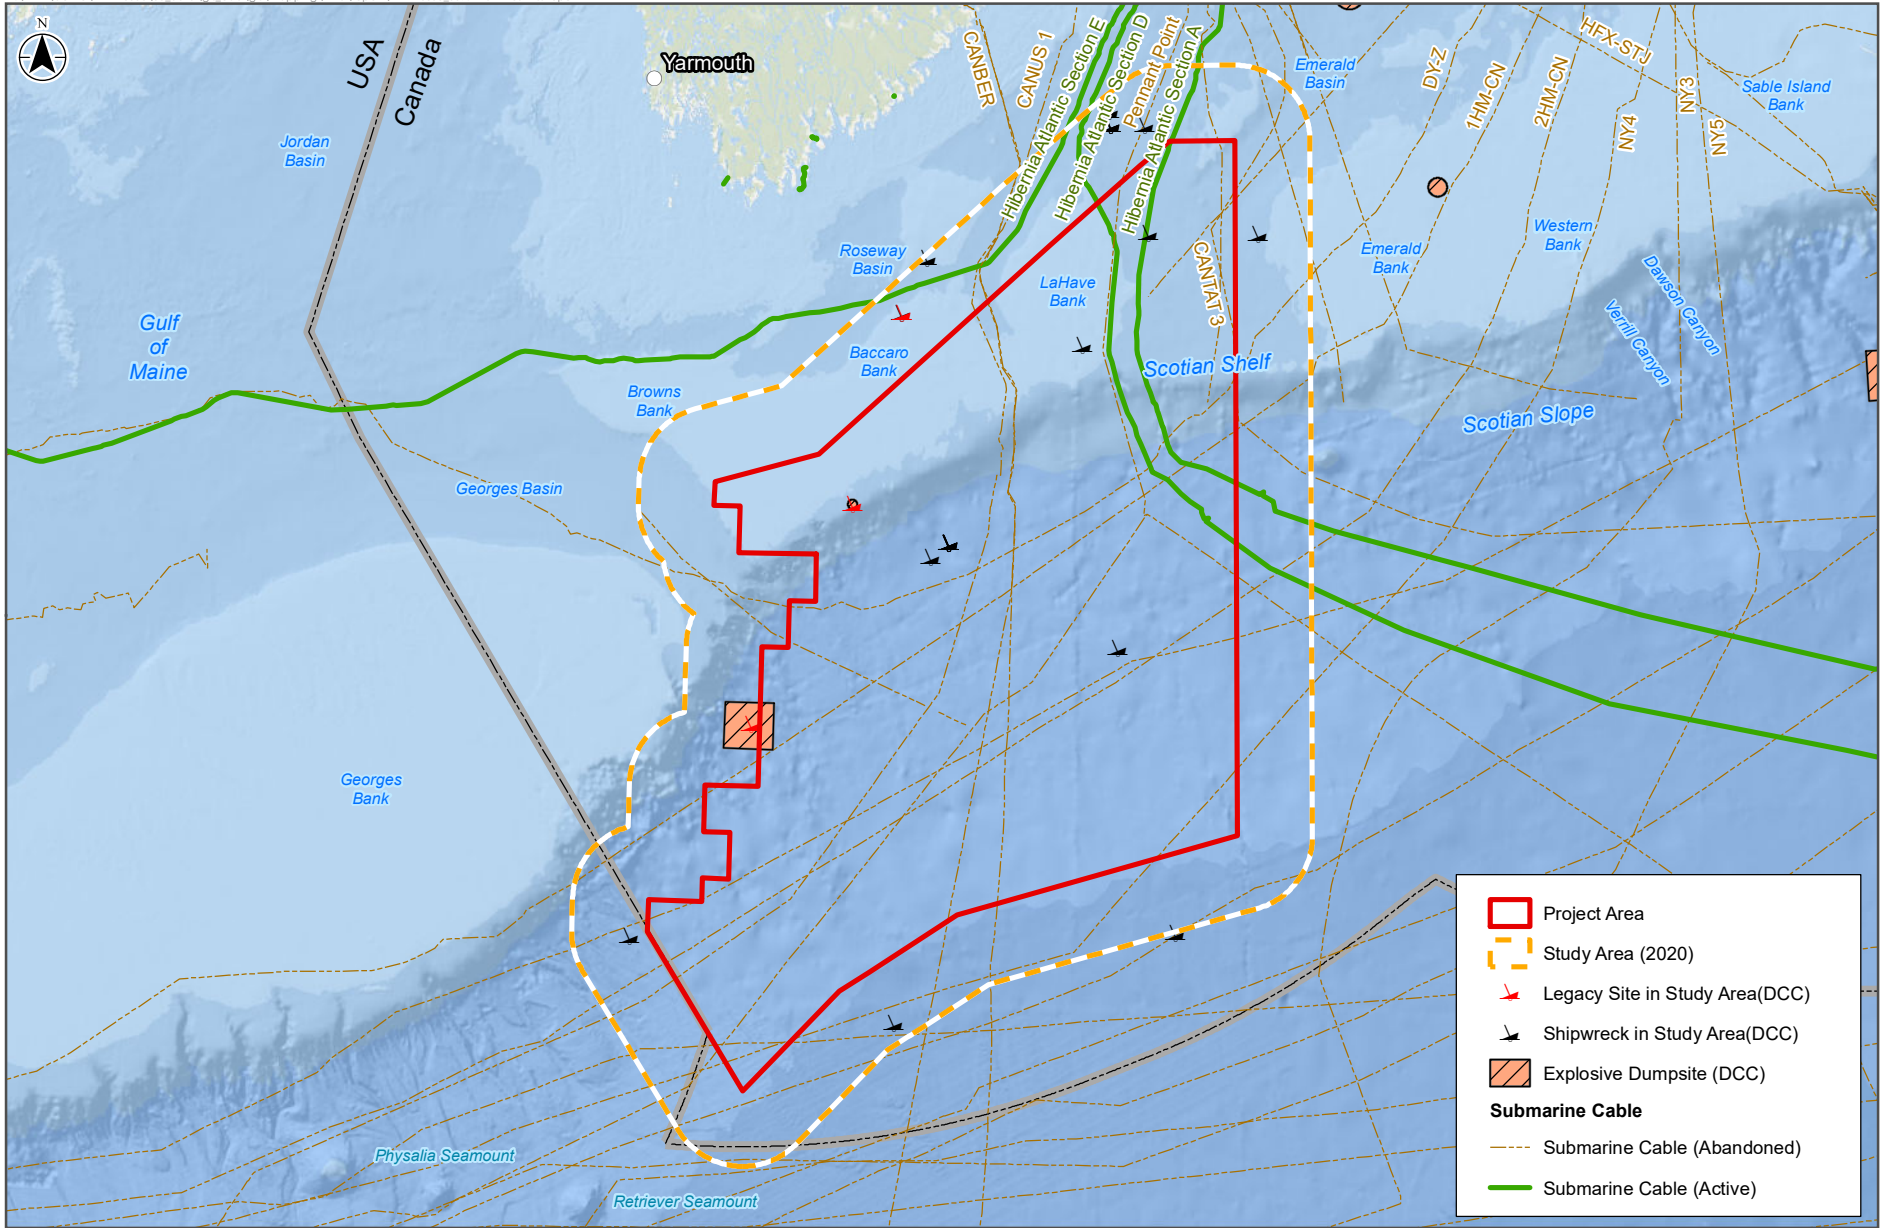 N
USA
Canada
Yarmouth
CANBER
CANUS 1
Hibernia Atlantic Section E
Hibernia Atlantic Section D
Pennant Point
Hibernia Atlantic Section A
Emerald
Basin
DY-Z
1HM-CN
2HM-CN
HFX-STJ
NY4
NY3
NY5
Sable Island
Bank
Jordan
Basin
Roseway
Basin
LaHave
Bank
CANTAT 3
Emerald
Bank
Western
Bank
Dawson Canyon
Verrill Canyon
Gulf
of
Maine
Baccaro
Bank
Scotian Shelf
Browns
Bank
Scotian Slope
Georges Basin
Georges
Bank
Physalia Seamount
Retriever Seamount
Project Area
Study Area (2020)
Legacy Site in Study Area(DCC)
Shipwreck in Study Area(DCC)
Explosive Dumpsite (DCC)
Submarine Cable
Submarine Cable (Abandoned)
Submarine Cable (Active)